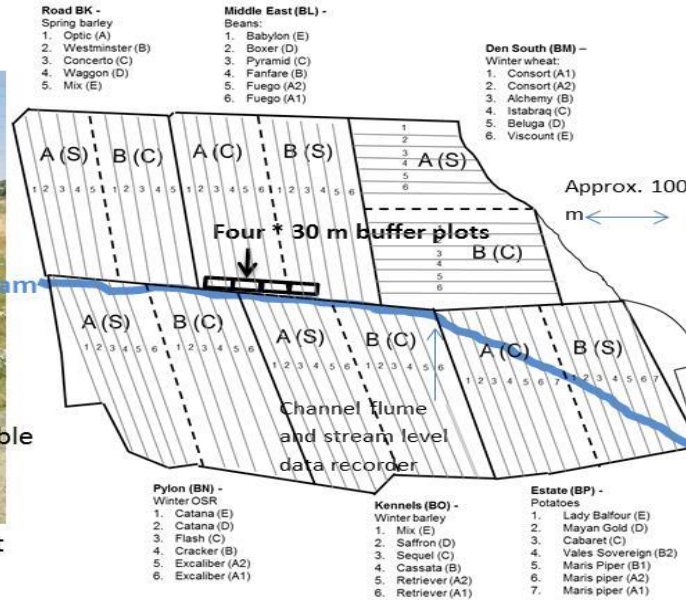 Road BK -
Spring barley
1. Optic (A)
2. Westminster (B)
3. Concerto (C)
4. Waggon (D)
5. Mix (E)
Middle East (BL) -
Beans:
1. Babylon (E)
2. Boxer (D)
3. Pyramid (C)
4. Fanfare (B)
5. Fuego (A2)
6. Fuego (A1)
Den South (BM) –
Winter wheat:
1. Consort (A1)
2. Consort (A2)
3. Alchemy (B)
4. Istabraq (C)
5. Beluga (D)
6. Viscount (E)
A (S) B (C) A (C) B (S)
1 2 3 4 5 1 2 3 4 5 1 2 3 4 5 6 1 2 3 4 5 6
1
2
3
4
5
6
A (S)
Approx. 100
m
Four * 30 m buffer plots
3
4
5
6
B (C)
am
A (S) B (C) A (S) B (C) A (C) B (S)
1 2 3 4 5 6 1 2 3 4 5 6 1 2 3 4 5 6 1 2 3 4 5 6 1 2 3 4 5 6 7 1 2 3 4 5 6 7
Channel flume
and stream level
data recorder
ble
t
Pylon (BN) -
Winter OSR
1. Catana (E)
2. Catana (D)
3. Flash (C)
4. Cracker (B)
5. Excaliber (A2)
6. Excaliber (A1)
Kennels (BO) -
Winter barley
1. Mix (E)
2. Saffron (D)
3. Sequel (C)
4. Cassata (B)
5. Retriever (A2)
6. Retriever (A1)
Estate (BP) -
Potatoes
1. Lady Balfour (E)
2. Mayan Gold (D)
3. Cabaret (C)
4. Vales Sovereign (B2)
5. Maris Piper (B1)
6. Maris piper (A2)
7. Maris piper (A1)